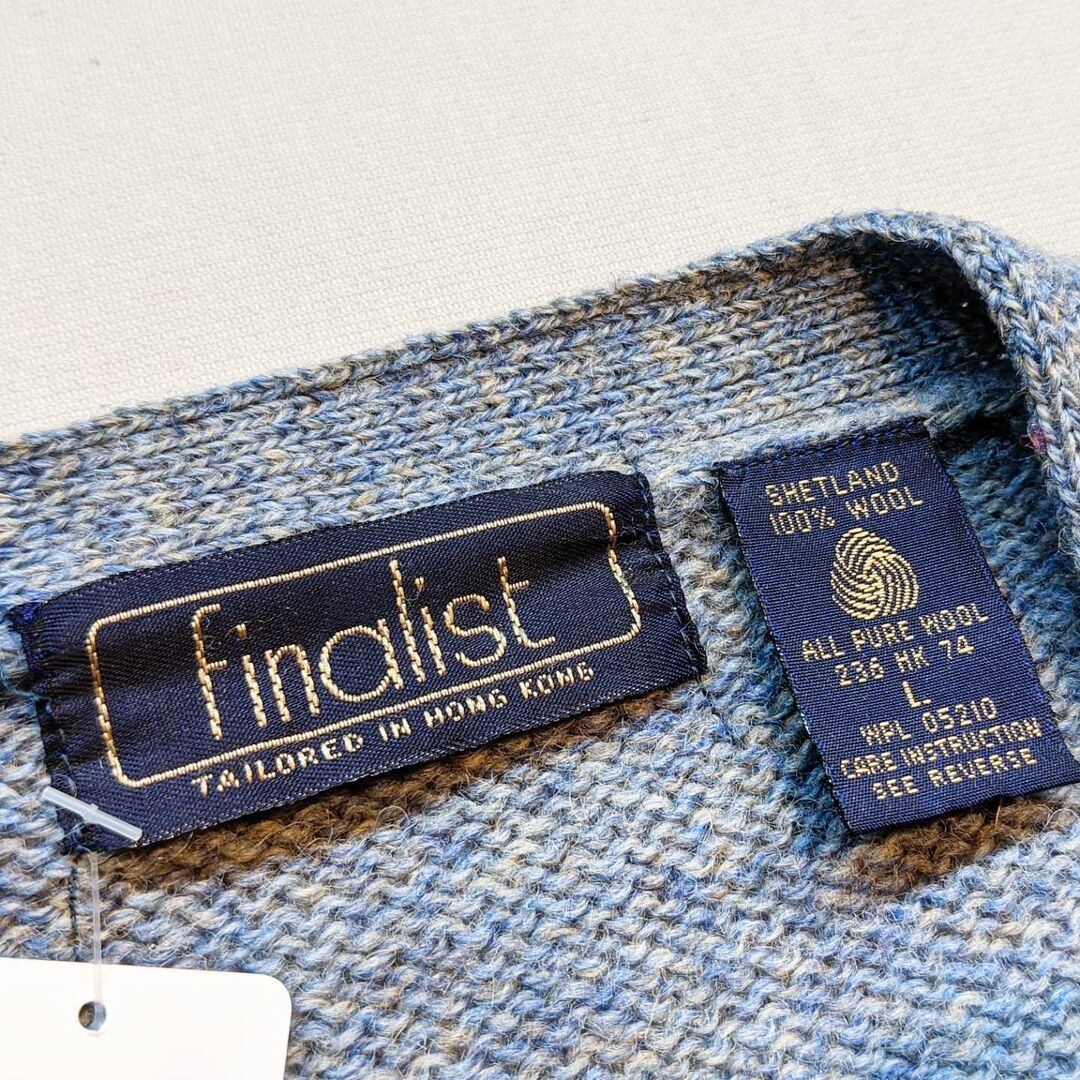 finalist
TAILORED IN HONG KONG
SHETLAND
100% WOOL
ALL PURE WOOL
236 HK 74
L
WPL 05210
CARE INSTRUCTION
SEE REVERSE